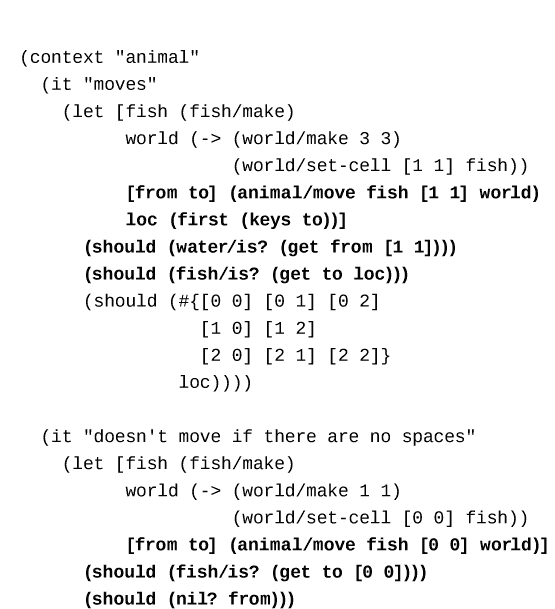 (context "animal"
  (it "moves"
    (let [fish (fish/make)
          world (-> (world/make 3 3)
                    (world/set-cell [1 1] fish))
          [from to] (animal/move fish [1 1] world)
          loc (first (keys to))]
      (should (water/is? (get from [1 1])))
      (should (fish/is? (get to loc)))
      (should (#{[0 0] [0 1] [0 2]
                 [1 0] [1 2]
                 [2 0] [2 1] [2 2]}
               loc))))
  (it "doesn't move if there are no spaces"
    (let [fish (fish/make)
          world (-> (world/make 1 1)
                    (world/set-cell [0 0] fish))
          [from to] (animal/move fish [0 0] world)]
      (should (fish/is? (get to [0 0])))
      (should (nil? from)))